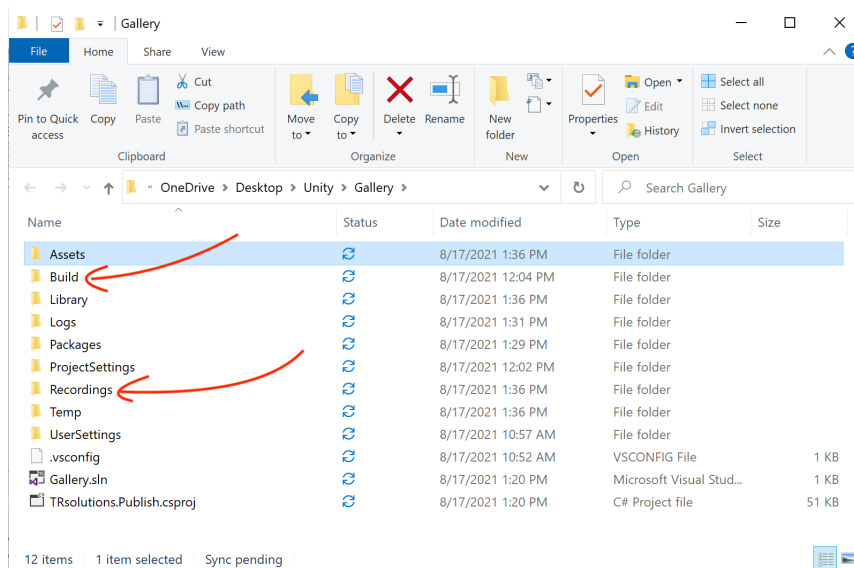 Gallery
File Home Share View
Pin to Quick access
Copy
Paste
Cut
Copy path
Paste shortcut
Clipboard
Move to
Copy to
Delete
Rename
Organize
New folder
New
Properties
Open
Edit
History
Open
Select all
Select none
Invert selection
Select
« OneDrive > Desktop > Unity > Gallery >
Search Gallery
Name Status Date modified Type Size
Assets 8/17/2021 1:36 PM File folder
Build 8/17/2021 12:04 PM File folder
Library 8/17/2021 1:36 PM File folder
Logs 8/17/2021 1:31 PM File folder
Packages 8/17/2021 1:29 PM File folder
ProjectSettings 8/17/2021 12:02 PM File folder
Recordings 8/17/2021 1:36 PM File folder
Temp 8/17/2021 1:36 PM File folder
UserSettings 8/17/2021 10:57 AM File folder
.vsconfig 8/17/2021 10:52 AM VSCONFIG File 1 KB
Gallery.sln 8/17/2021 1:20 PM Microsoft Visual Stud... 1 KB
TRsolutions.Publish.csproj 8/17/2021 1:20 PM C# Project file 51 KB
12 items 1 item selected Sync pending